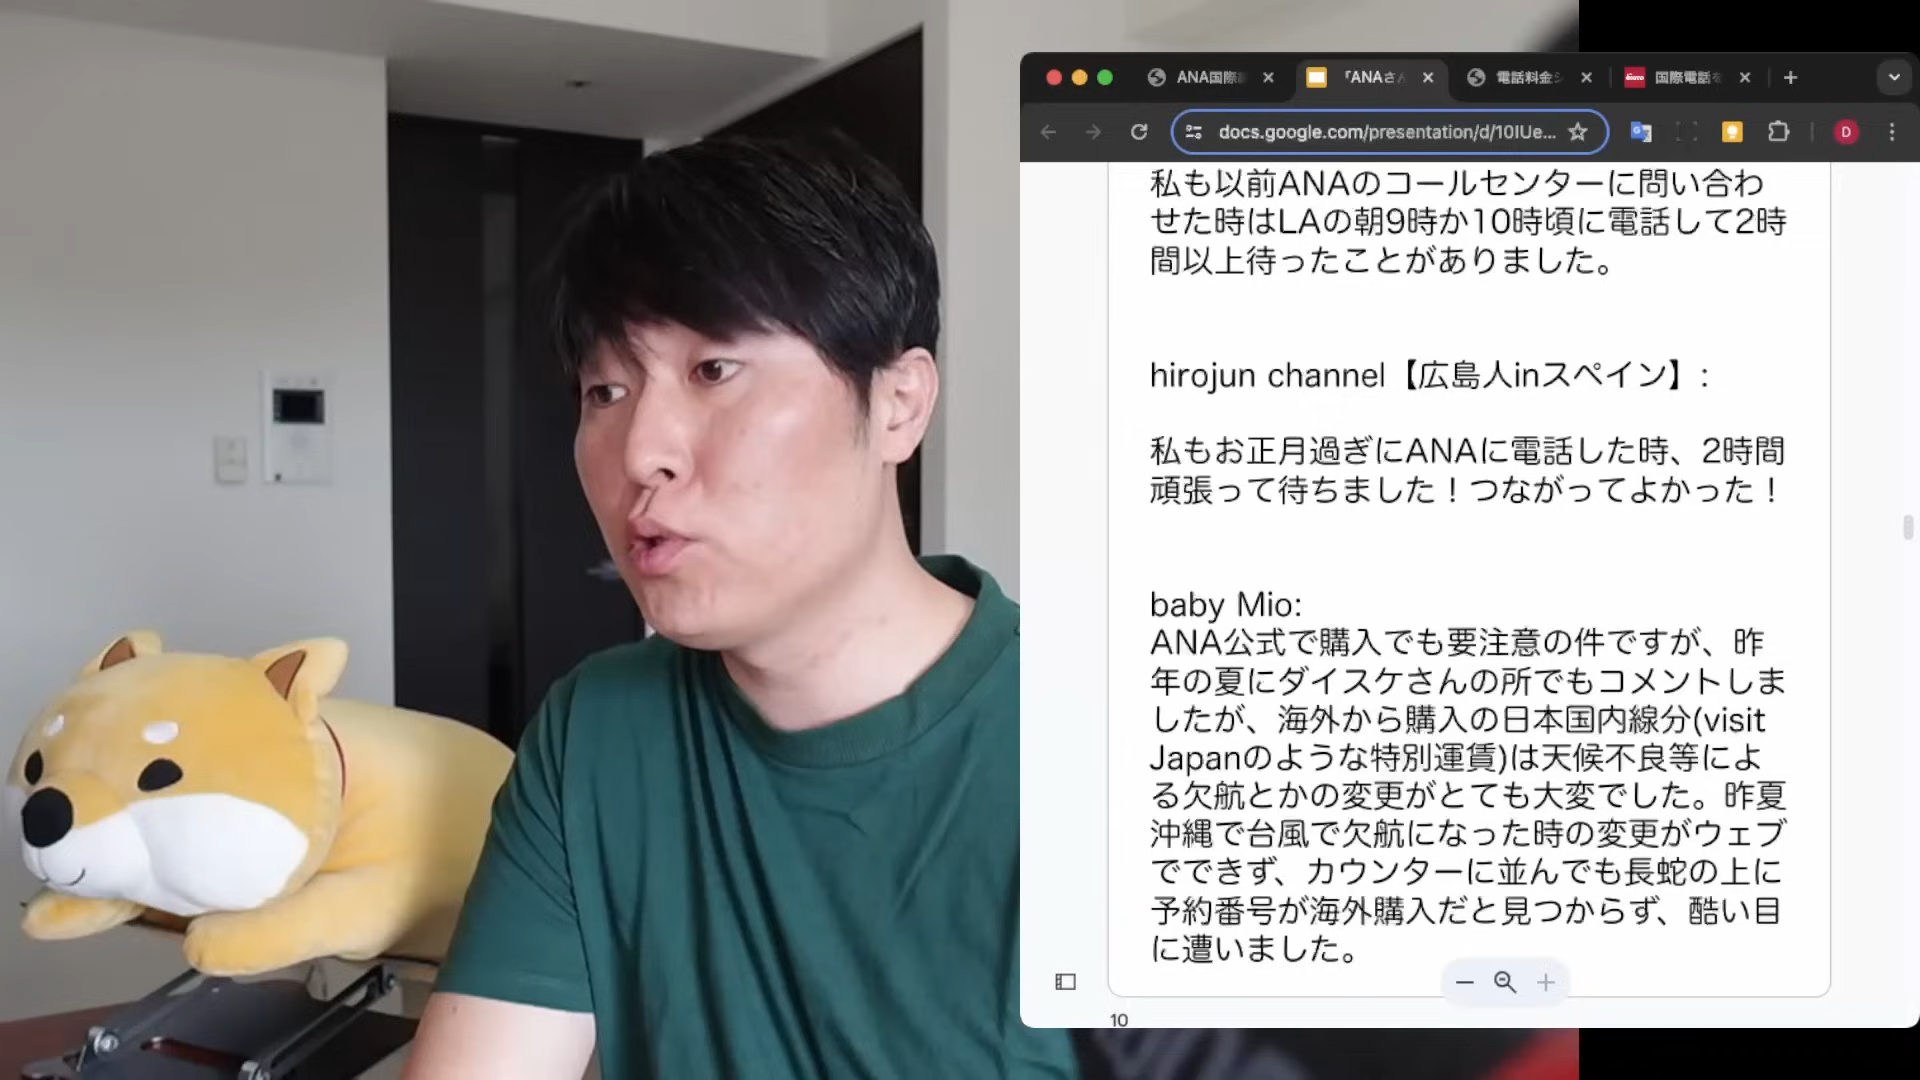 ANA国際
「ANAさ
電話料金シ
国際電話を
docs.google.com/presentation/d/10IUe...
D
私も以前ANAのコールセンターに問い合わ
せた時はLAの朝9時か10時頃に電話して2時
間以上待ったことがありました。
hirojun channel【広島人inスペイン】:
私もお正月過ぎにANAに電話した時、2時間
頑張って待ちました！つながってよかった！
baby Mio:
ANA公式で購入でも要注意の件ですが、昨
年の夏にダイスケさんの所でもコメントしま
したが、海外から購入の日本国内線分(visit
Japanのような特別運賃)は天候不良等によ
る欠航とかの変更がとても大変でした。昨夏
沖縄で台風で欠航になった時の変更がウェブ
でできず、カウンターに並んでも長蛇の上に
予約番号が海外購入だと見つからず、酷い目
に遭いました。
10